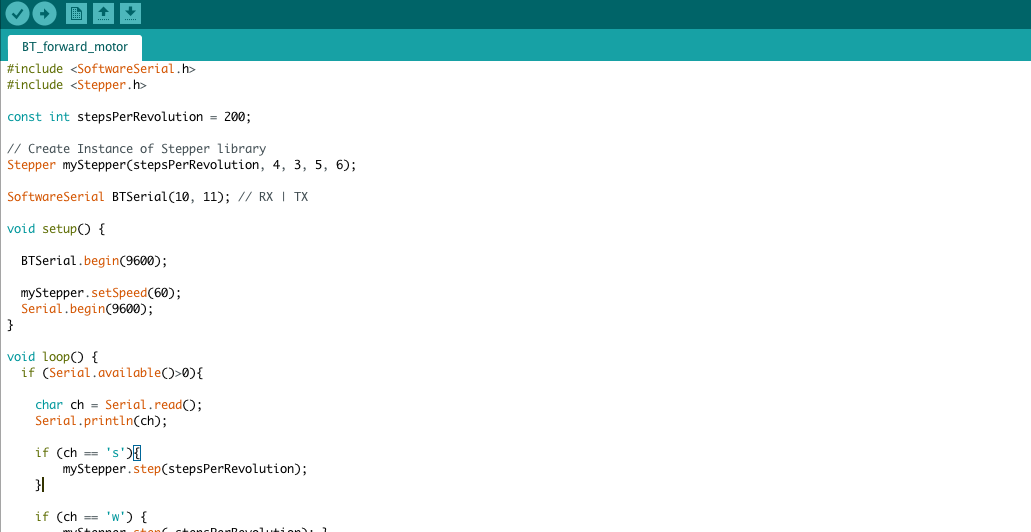 BT_forward_motor
#include <SoftwareSerial.h>
#include <Stepper.h>
const int stepsPerRevolution = 200;
// Create Instance of Stepper library
Stepper myStepper(stepsPerRevolution, 4, 3, 5, 6);
SoftwareSerial BTSerial(10, 11); // RX | TX
void setup() {
BTSerial.begin(9600);
myStepper.setSpeed(60);
Serial.begin(9600);
}
void loop() {
if (Serial.available()>0){
char ch = Serial.read();
Serial.println(ch);
if (ch == 's'){
myStepper.step(stepsPerRevolution);
}
if (ch == 'w') {
myStepper.step(-stepsPerRevolution); }